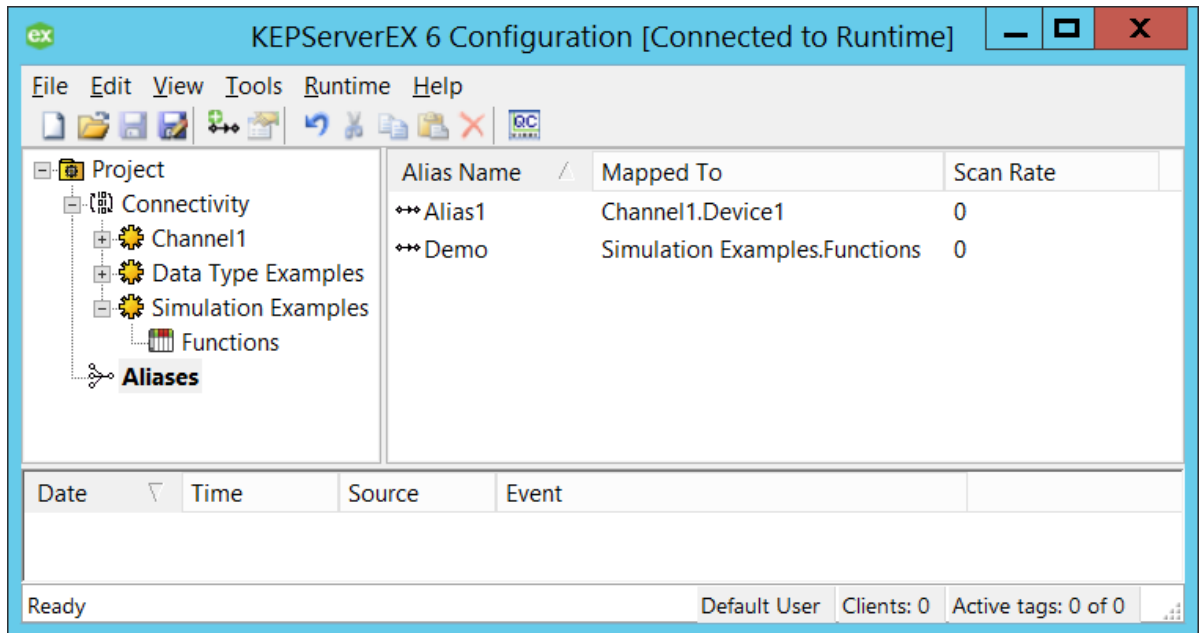 ex KEPServerEX 6 Configuration [Connected to Runtime] X
File Edit View Tools Runtime Help
QC
Project
Connectivity
Channel1
Data Type Examples
Simulation Examples
Functions
Aliases
Alias Name Mapped To Scan Rate
Alias1 Channel1.Device1 0
Demo Simulation Examples.Functions 0
Date Time Source Event
Ready Default User Clients: 0 Active tags: 0 of 0